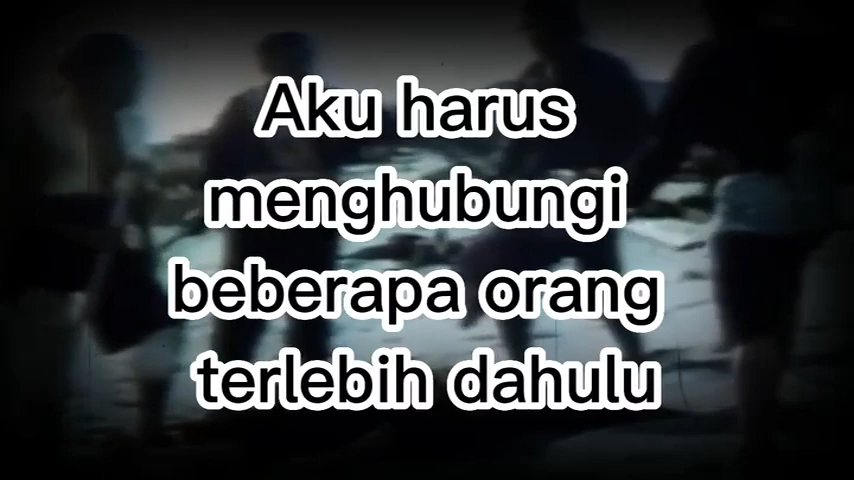 Aku harus
menghubungi
beberapa orang
terlebih dahulu